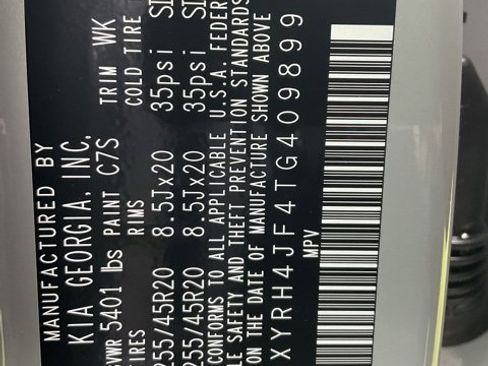 MANUFACTURED BY
KIA GEORGIA, INC.
GVWR 5401 lbs PAINT C7S TRIM WK
TIRES RIMS COLD TIRE
255/45R20 8.5Jx20 35psi
255/45R20 8.5Jx20 35psi
CONFORMS TO ALL APPLICABLE U.S.A. FEDER
LE SAFETY AND THEFT PREVENTION STANDARDS
ON THE DATE OF MANUFACTURE SHOWN ABOVE
XYRH4JF4TG409899
MPV